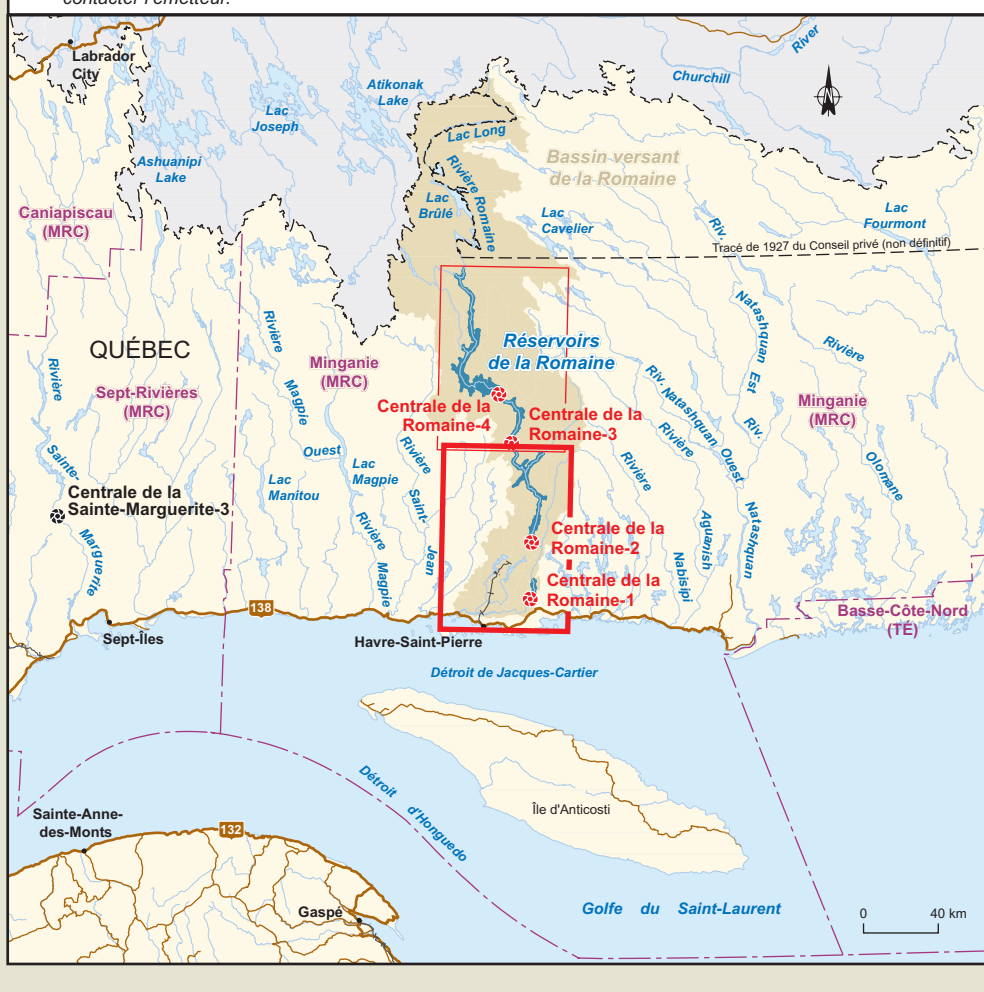 contacter l'émetteur.
Labrador
City
Atikonak
Lake
Churchill
River
Lac
Joseph
Lac Long
Ashuanipi
Lake
Bassin versant
de la Romaine
Rivière Romaine
Lac
Brûlé
Caniapiscau
(MRC)
Lac
Cavelier
Riv.
Lac
Fourmont
Tracé de 1927 du Conseil privé (non définitif)
Natashquan Est
Riv.
Rivière
Olomane
QUÉBEC
Rivière
Sainte-
Marguerite
Rivière
Magpie
Ouest
Minganie
(MRC)
Réservoirs
de la Romaine
Sept-Rivières
(MRC)
Centrale de la
Romaine-4
Centrale de la
Romaine-3
Riv. Natashquan Ouest
Minganie
(MRC)
Rivière
Aguanish
Rivière
Nabisipi
Natashquan
Lac
Manitou
Lac
Magpie
Rivière
Magpie
Rivière
Saint-
Jean
Centrale de la
Sainte-Marguerite-3
Centrale de la
Romaine-2
Centrale de la
Romaine-1
138
Basse-Côte-Nord
(TÉ)
Sept-Îles
Havre-Saint-Pierre
Détroit de Jacques-Cartier
Détroit
d'Honguedo
Île d'Anticosti
Sainte-Anne-
des-Monts
132
Gaspé
Golfe du Saint-Laurent
0 40 km